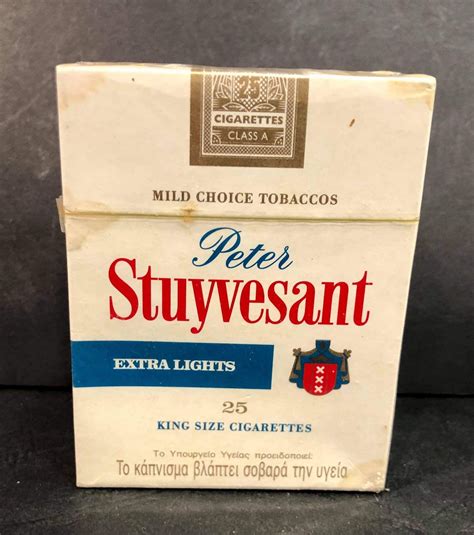 25
CIGARETTES
CLASS A
MILD CHOICE TOBACCOS
Peter
Stuyvesant
EXTRA LIGHTS
25
KING SIZE CIGARETTES
Το Υπουργείο Υγείας προειδοποιεί:
Το κάπνισμα βλάπτει σοβαρά την υγεία